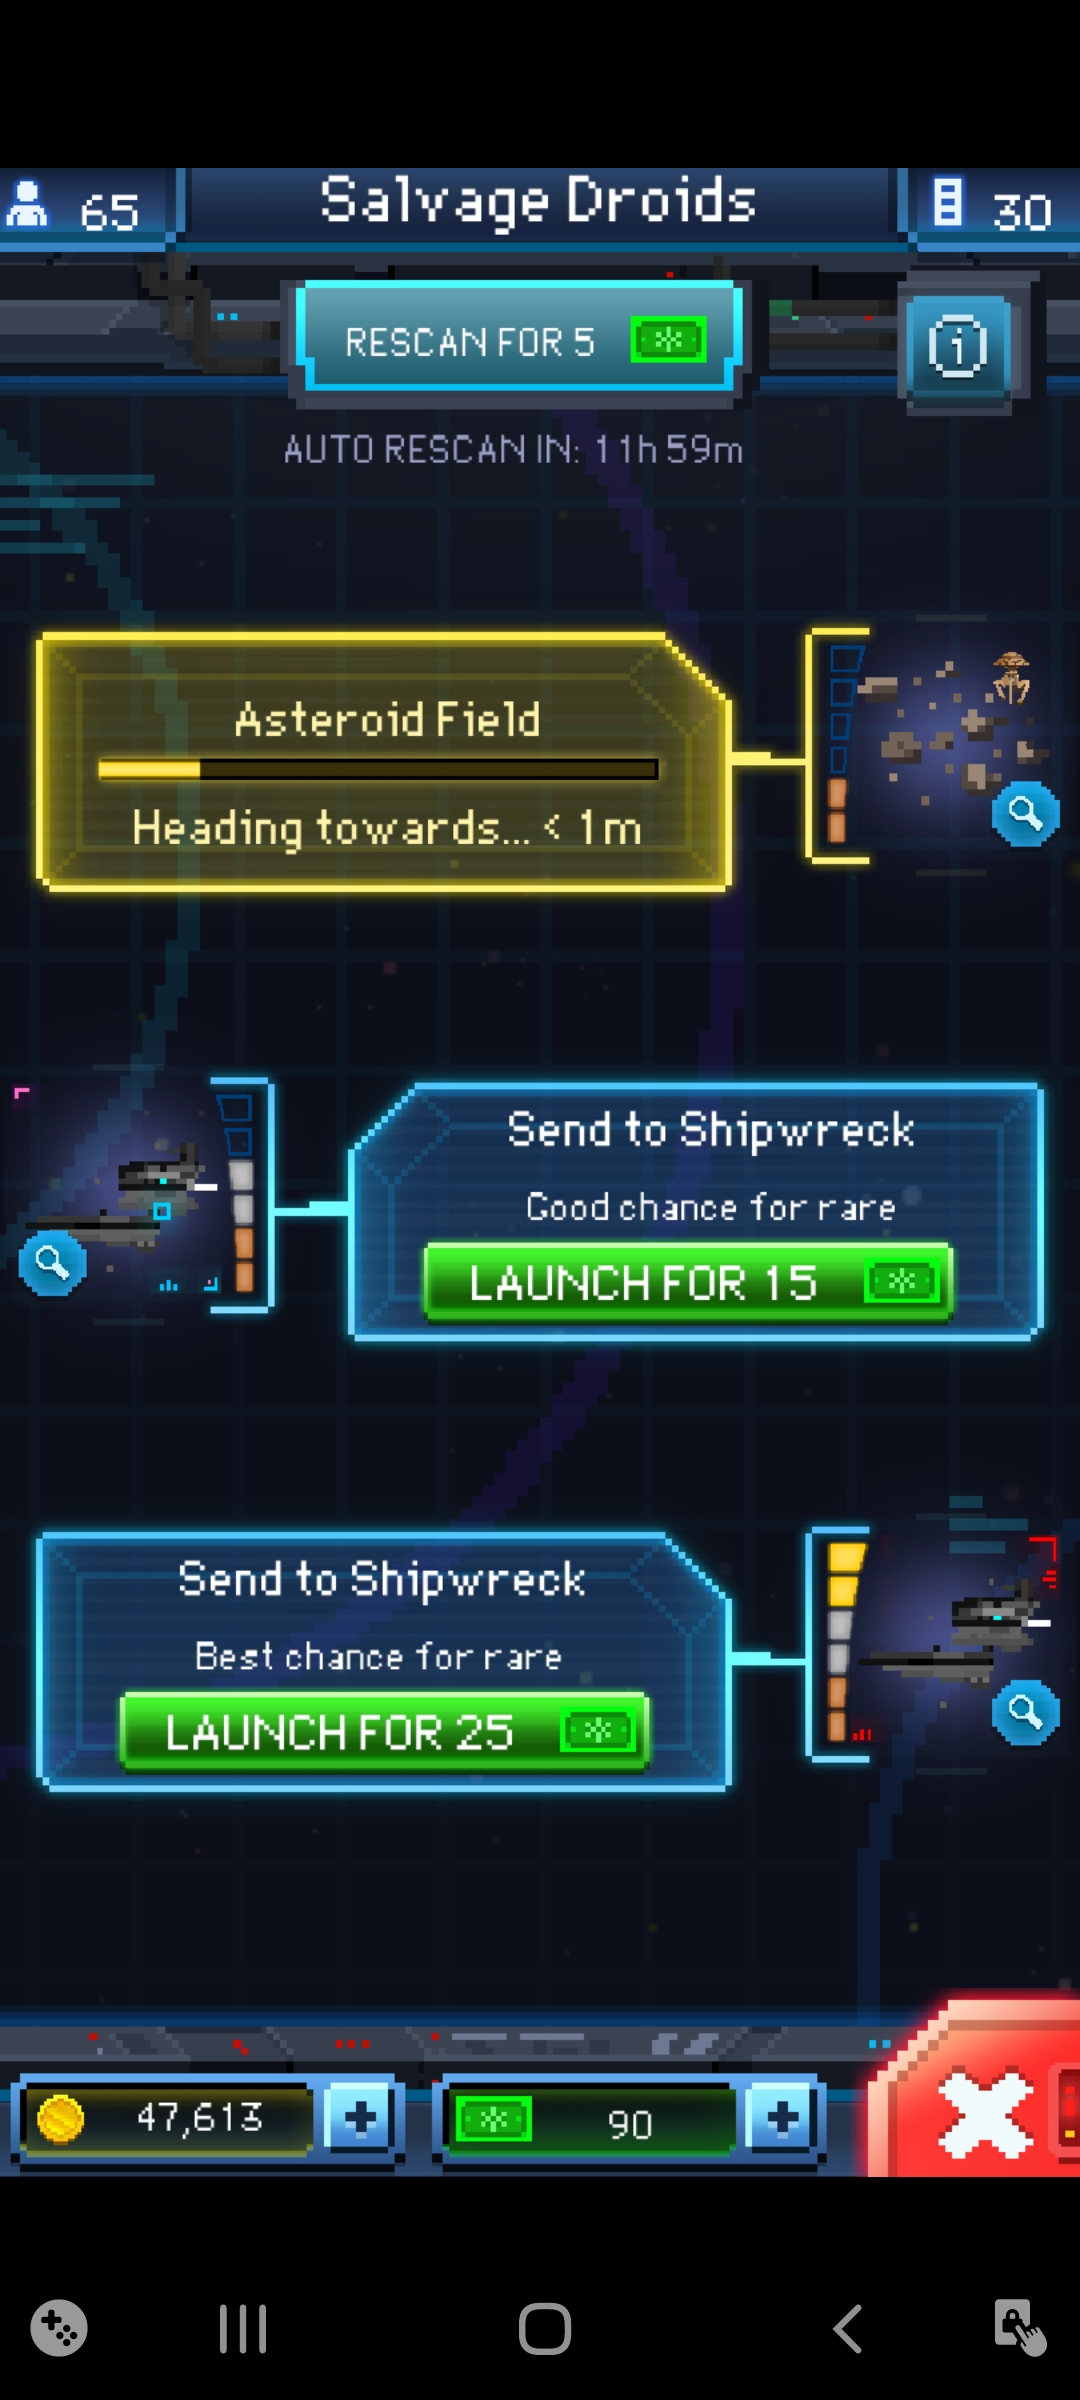 65
Salvage Droids
30
RESCAN FOR 5
AUTO RESCAN IN: 11h 59m
Asteroid Field
Heading towards... < 1m
Send to Shipwreck
Good chance for rare
LAUNCH FOR 15
Send to Shipwreck
Best chance for rare
LAUNCH FOR 25
47,613
90